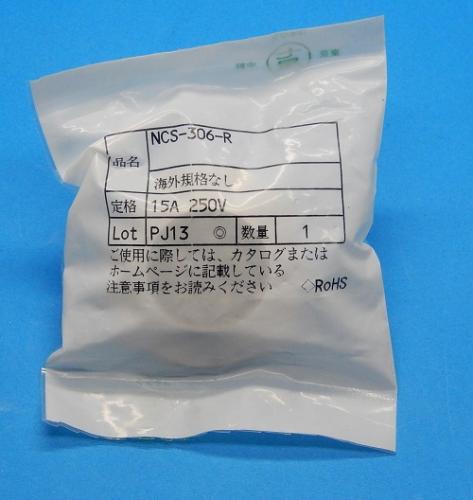 品名 NCS-306-R
海外規格なし
定格 15A 250V
Lot PJ13 ◎ 数量 1
ご使用に際しては、カタログまたは
ホームページに記載している
注意事項をお読みください ◇RoHS